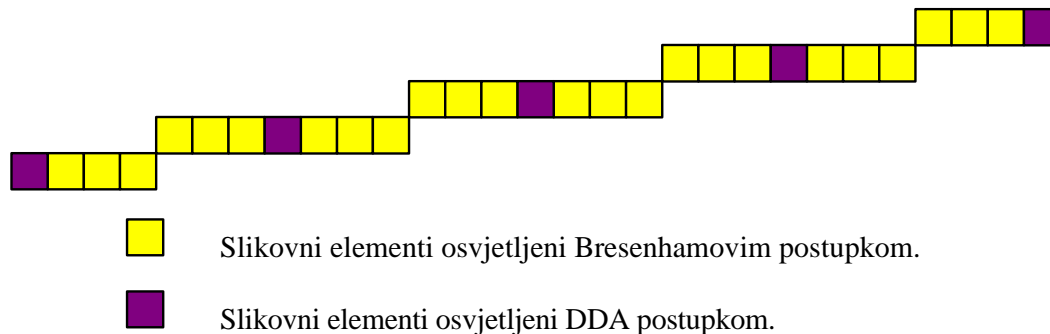 Slikovni elementi osvjetljeni Bresenhamovim postupkom.
Slikovni elementi osvjetljeni DDA postupkom.